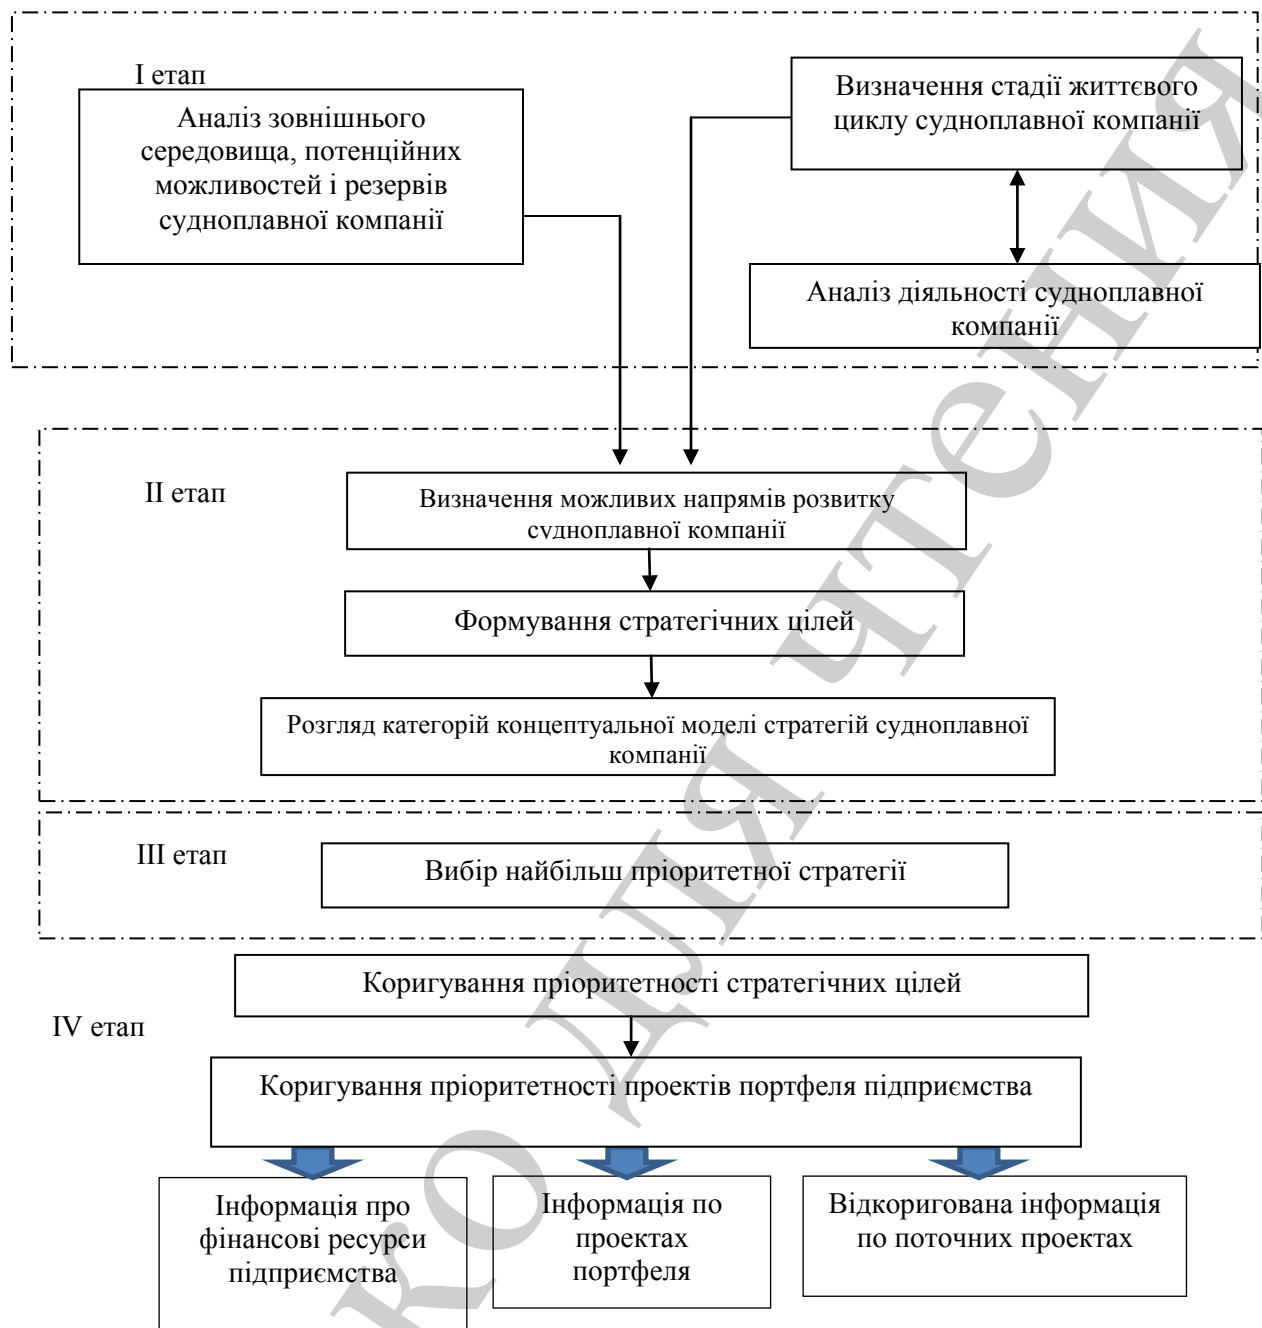 I етап
Аналіз зовнішнього
середовища, потенційних
можливостей і резервів
судноплавної компанії
Визначення стадії життєвого
циклу судноплавної компанії
Аналіз діяльності судноплавної
компанії
II етап
Визначення можливих напрямів розвитку
судноплавної компанії
Формування стратегічних цілей
Розгляд категорій концептуальної моделі стратегій судноплавної
компанії
III етап
Вибір найбільш пріоритетної стратегії
Коригування пріоритетності стратегічних цілей
IV етап
Коригування пріоритетності проектів портфеля підприємства
Інформація про
фінансові ресурси
підприємства
Інформація по
проектах
портфеля
Відкоригована інформація
по поточних проектах
ко для чтения